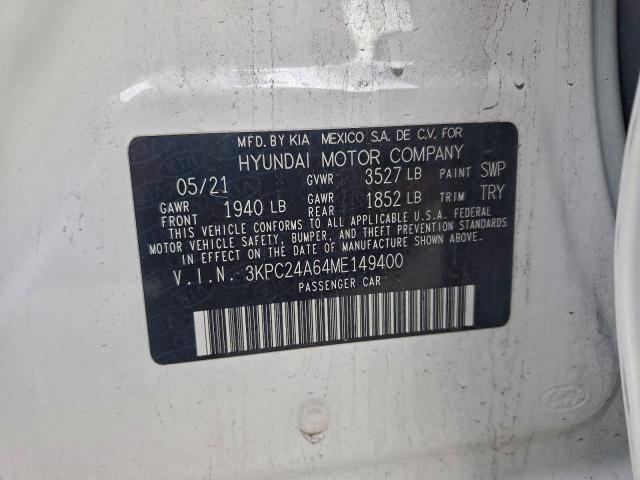 MFD. BY KIA MEXICO S.A. DE C.V. FOR
HYUNDAI MOTOR COMPANY
05/21 GVWR 3527 LB PAINT SWP
GAWR FRONT 1940 LB GAWR REAR 1852 LB TRIM TRY
THIS VEHICLE CONFORMS TO ALL APPLICABLE U.S.A. FEDERAL
MOTOR VEHICLE SAFETY, BUMPER, AND THEFT PREVENTION STANDARDS
IN EFFECT ON THE DATE OF MANUFACTURE SHOWN ABOVE.
V.I.N. 3KPC24A64ME149400
PASSENGER CAR